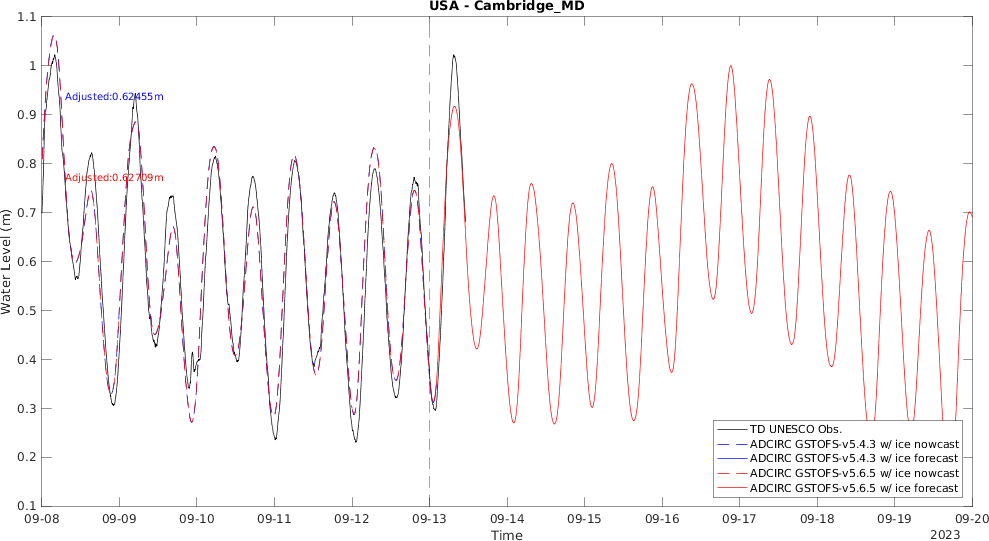 USA - Cambridge_MD
1.1
1
0.9
0.8
0.7
0.6
0.5
0.4
0.3
0.2
0.1
Water Level (m)
Adjusted:0.62455m
Adjusted:0.62709m
TD UNESCO Obs.
ADCIRC GSTOFS-v5.4.3 w/ ice nowcast
ADCIRC GSTOFS-v5.4.3 w/ ice forecast
ADCIRC GSTOFS-v5.6.5 w/ ice nowcast
ADCIRC GSTOFS-v5.6.5 w/ ice forecast
09-08 09-09 09-10 09-11 09-12 09-13 09-14 09-15 09-16 09-17 09-18 09-19 09-20
Time
2023